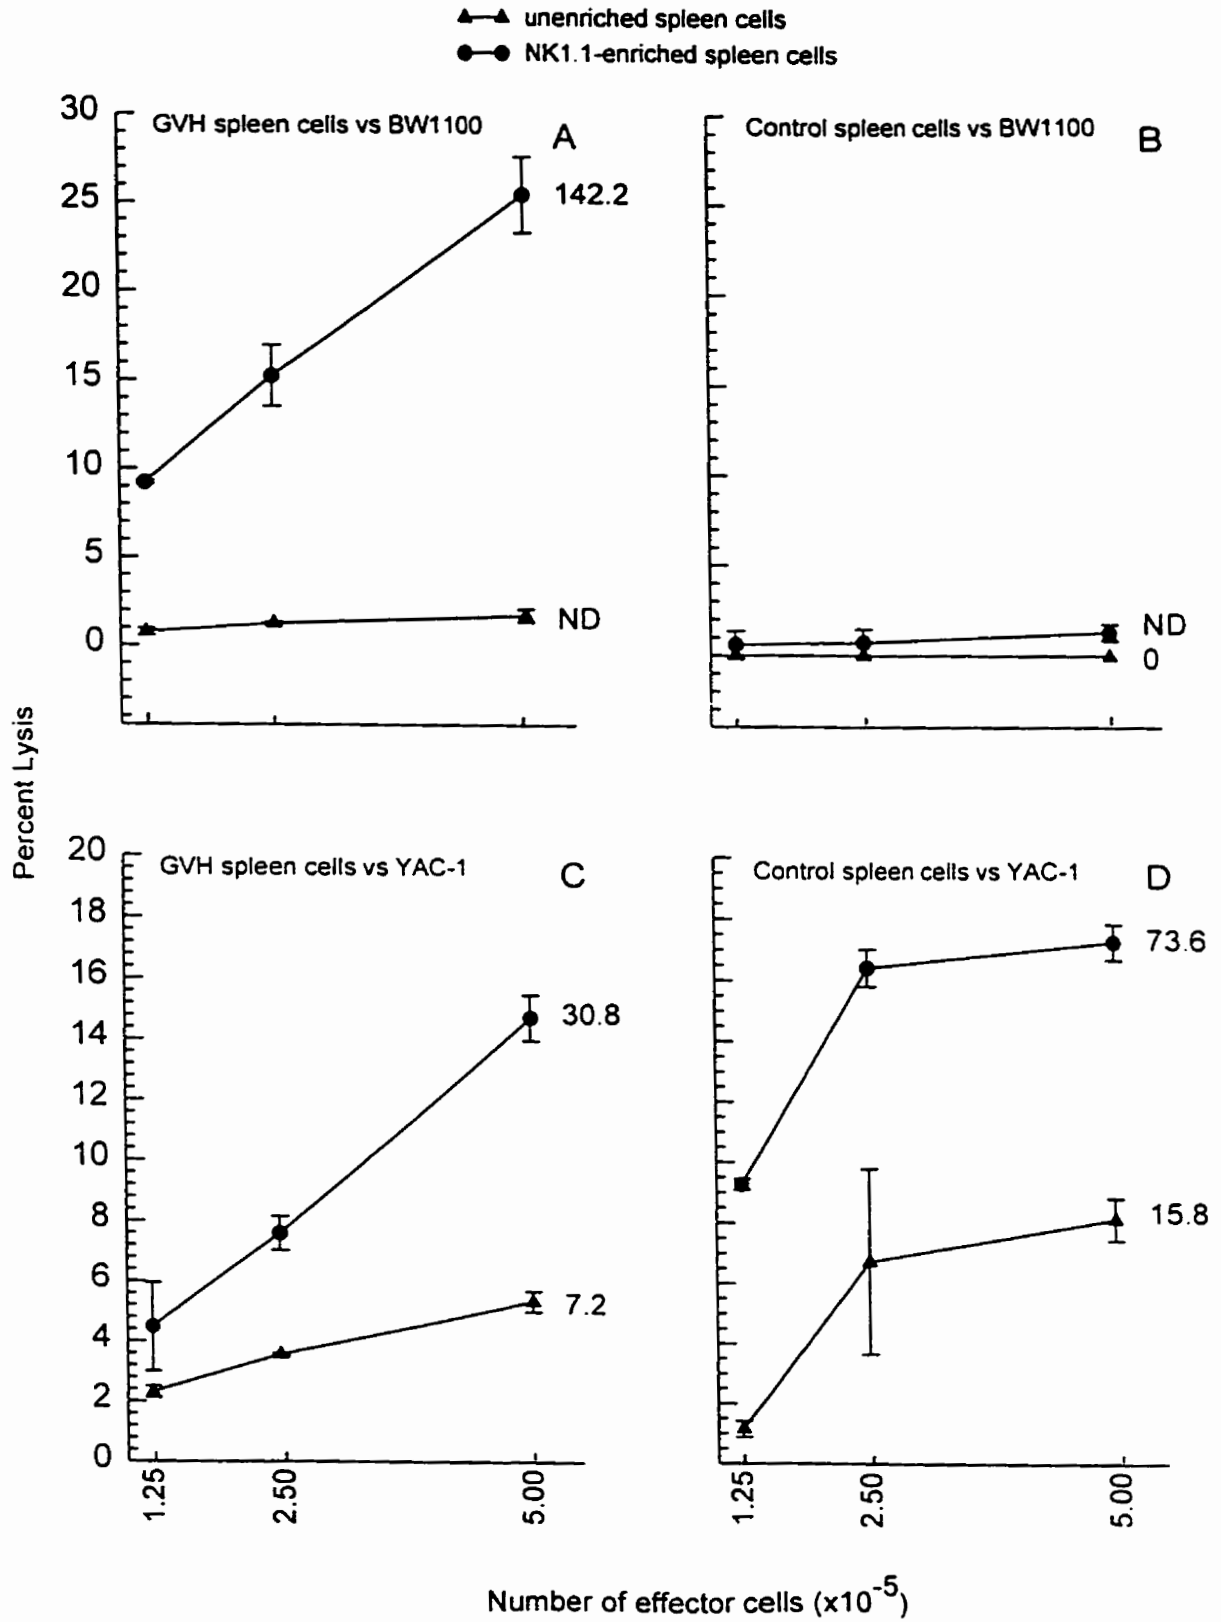 unenriched spleen cells
NK1.1-enriched spleen cells
GVH spleen cells vs BW1100
A
30
25
20
15
10
5
0
142.2
ND
Control spleen cells vs BW1100
B
ND
0
Percent Lysis
GVH spleen cells vs YAC-1
C
20
18
16
14
12
10
8
6
4
2
0
30.8
7.2
1.25
2.50
5.00
Control spleen cells vs YAC-1
D
73.6
15.8
1.25
2.50
5.00
Number of effector cells (x10⁻⁵)